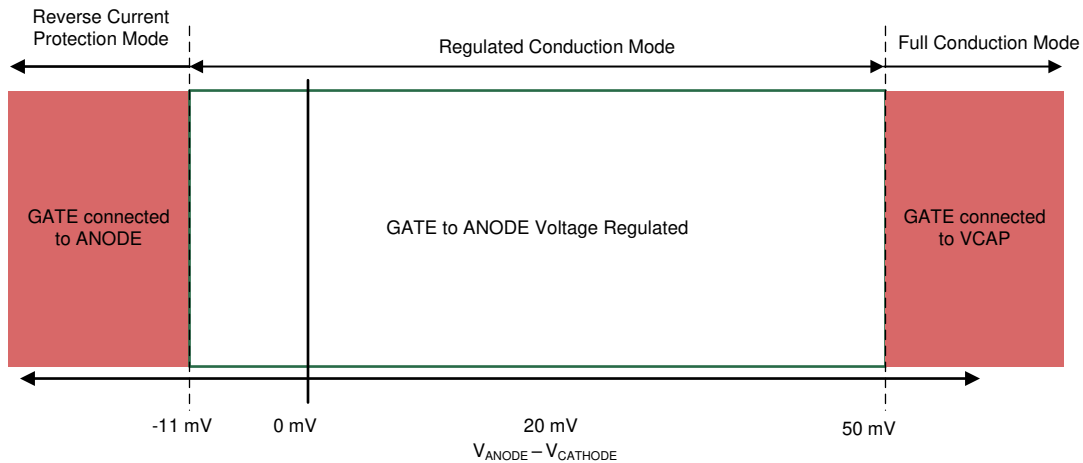 Reverse Current
Protection Mode
Regulated Conduction Mode
Full Conduction Mode
GATE connected
to ANODE
GATE to ANODE Voltage Regulated
GATE connected
to VCAP
-11 mV
0 mV
20 mV
50 mV
VANODE – VCATHODE